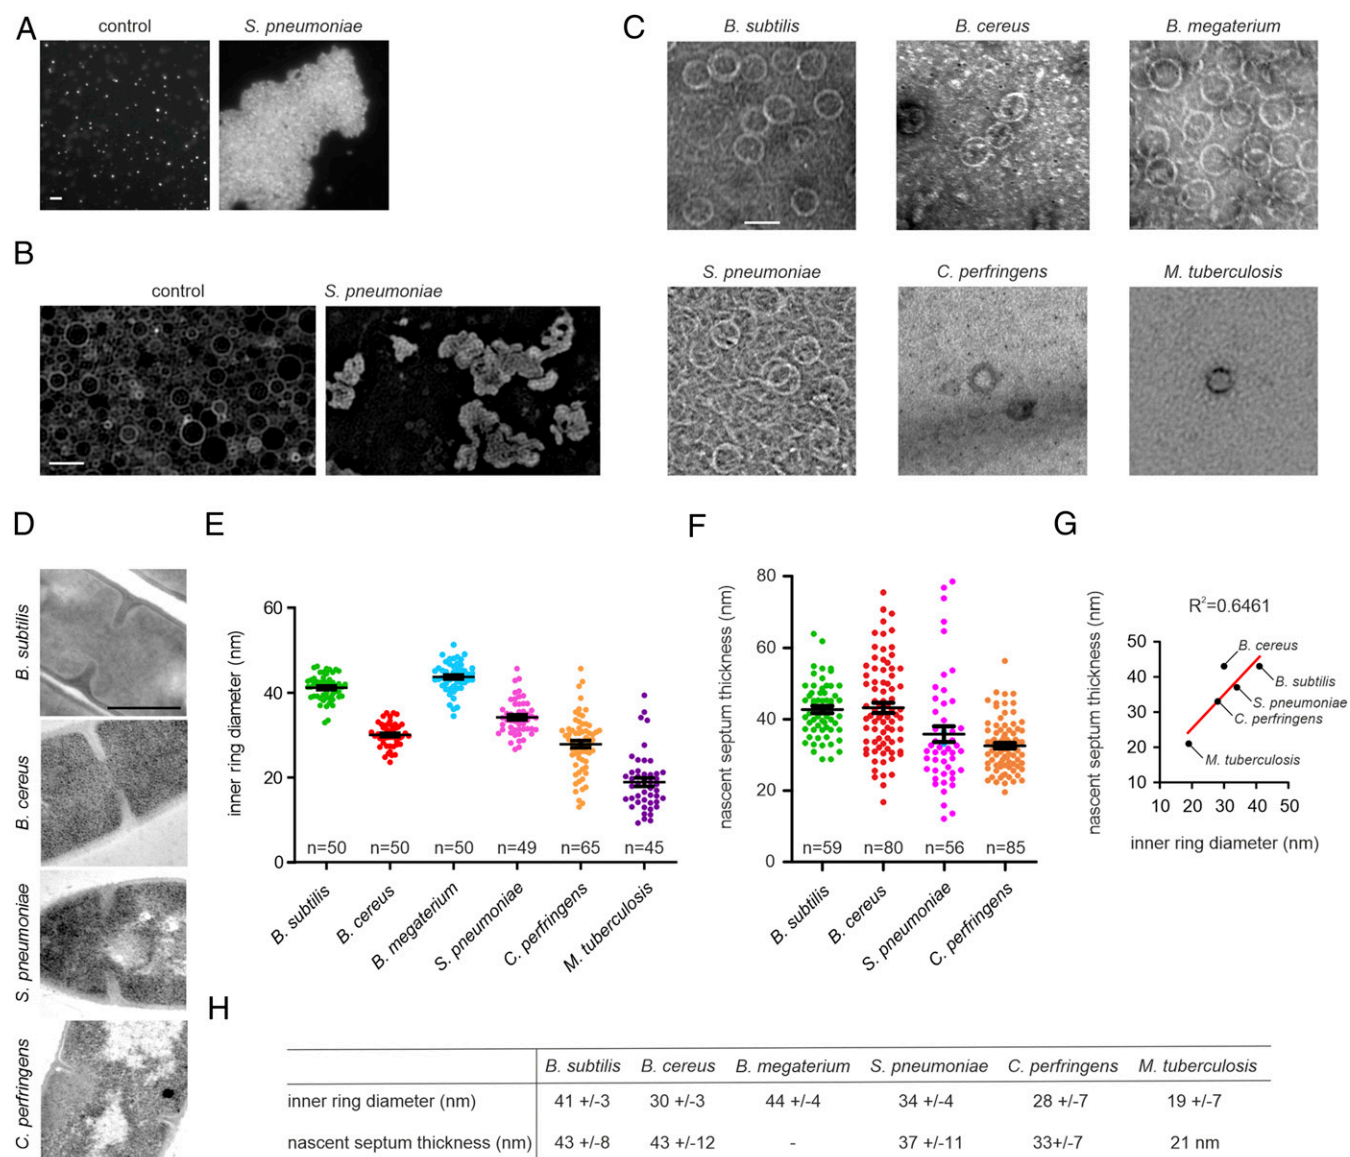 A
control
S. pneumoniae
B
control
S. pneumoniae
C
B. subtilis
B. cereus
B. megaterium
S. pneumoniae
C. perfringens
M. tuberculosis
D
B. subtilis
B. cereus
S. pneumoniae
C. perfringens
E
inner ring diameter (nm)
60
40
20
0
n=50
n=50
n=50
n=49
n=65
n=45
B. subtilis
B. cereus
B. megaterium
S. pneumoniae
C. perfringens
M. tuberculosis
F
nascent septum thickness (nm)
80
60
40
20
0
n=59
n=80
n=56
n=85
B. subtilis
B. cereus
S. pneumoniae
C. perfringens
G
R²=0.6461
nascent septum thickness (nm)
50
40
30
20
10
B. cereus
B. subtilis
S. pneumoniae
C. perfringens
M. tuberculosis
10 20 30 40 50
inner ring diameter (nm)
H
B. subtilis B. cereus B. megaterium S. pneumoniae C. perfringens M. tuberculosis
inner ring diameter (nm) 41 +/-3 30 +/-3 44 +/-4 34 +/-4 28 +/-7 19 +/-7
nascent septum thickness (nm) 43 +/-8 43 +/-12 - 37 +/-11 33+/-7 21 nm